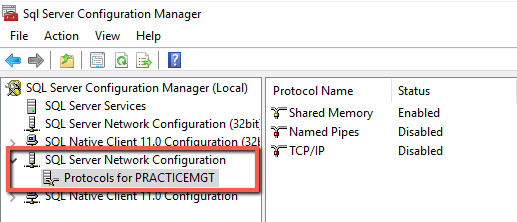 Sql Server Configuration Manager
File Action View Help
SQL Server Configuration Manager (Local)
SQL Server Services
SQL Server Network Configuration (32bit)
SQL Native Client 11.0 Configuration (32b
SQL Server Network Configuration
Protocols for PRACTICEMGT
SQL Native Client 11.0 Configuration
Protocol Name Status
Shared Memory Enabled
Named Pipes Disabled
TCP/IP Disabled